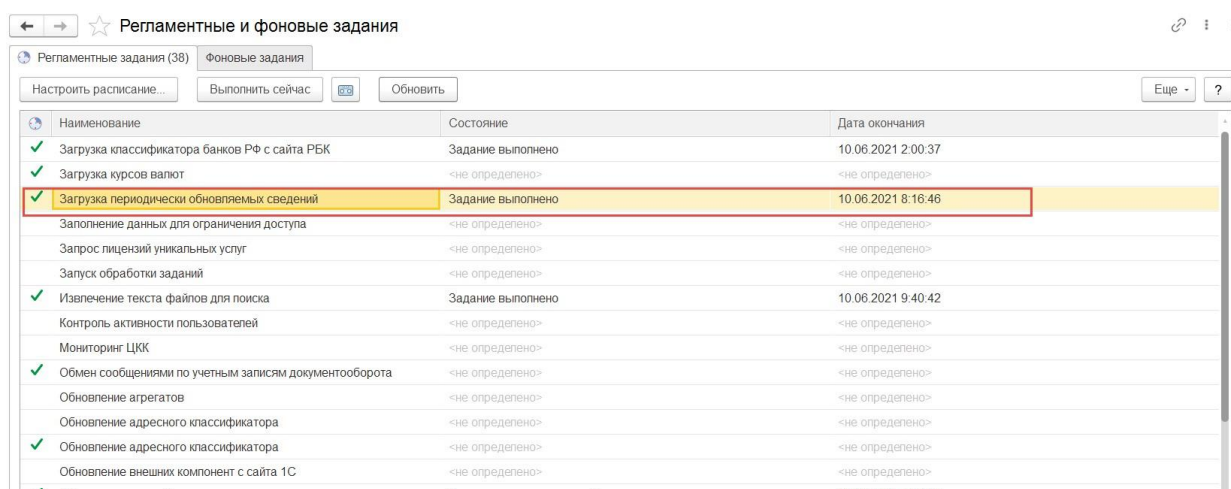 Регламентные и фоновые задания
Регламентные задания (38) Фоновые задания
Настроить расписание... Выполнить сейчас Обновить Еще ?
Наименование Состояние Дата окончания
Загрузка классификатора банков РФ с сайта РБК Задание выполнено 10.06.2021 2:00:37
Загрузка курсов валют <не определено> <не определено>
Загрузка периодически обновляемых сведений Задание выполнено 10.06.2021 8:16:46
Заполнение данных для ограничения доступа <не определено> <не определено>
Запрос лицензий уникальных услуг <не определено> <не определено>
Запуск обработки заданий <не определено> <не определено>
Извлечение текста файлов для поиска Задание выполнено 10.06.2021 9:40:42
Контроль активности пользователей <не определено> <не определено>
Мониторинг ЦКК <не определено> <не определено>
Обмен сообщениями по учетным записям документооборота <не определено> <не определено>
Обновление агрегатов <не определено> <не определено>
Обновление адресного классификатора <не определено> <не определено>
Обновление адресного классификатора <не определено> <не определено>
Обновление внешних компонент с сайта 1С <не определено> <не определено>